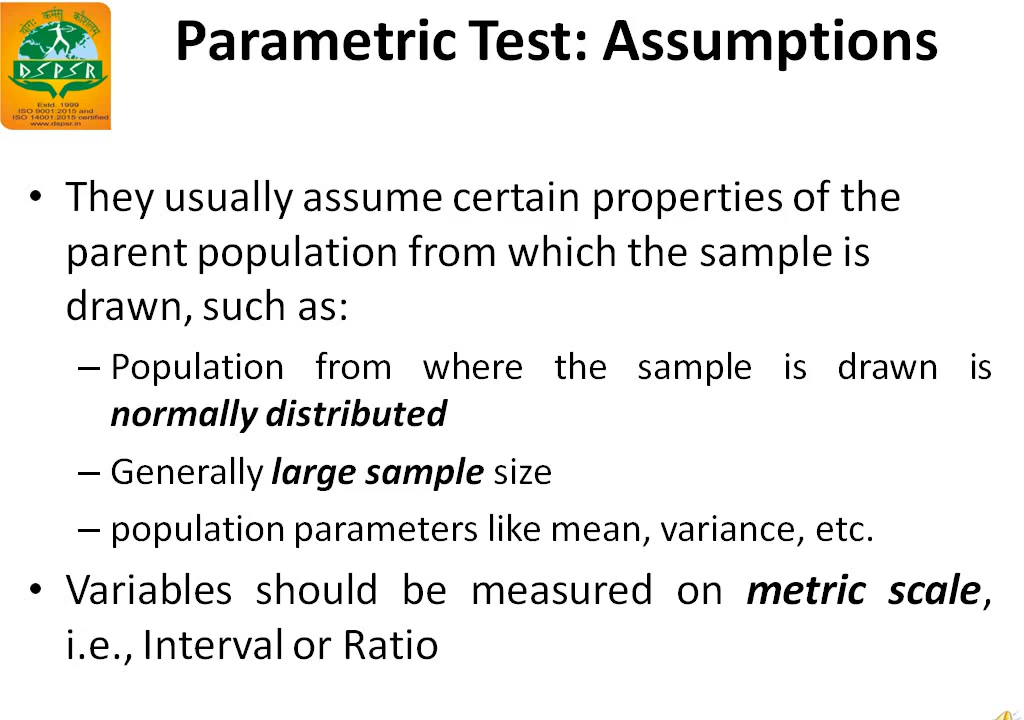 योगः कर्मसु कौशलम्
DSPSR
Estd. 1999
ISO 9001:2015 and
ISO 14001:2015 certified
www.dspsr.in
Parametric Test: Assumptions
• They usually assume certain properties of the
parent population from which the sample is
drawn, such as:
– Population from where the sample is drawn is
normally distributed
– Generally large sample size
– population parameters like mean, variance, etc.
• Variables should be measured on metric scale,
i.e., Interval or Ratio